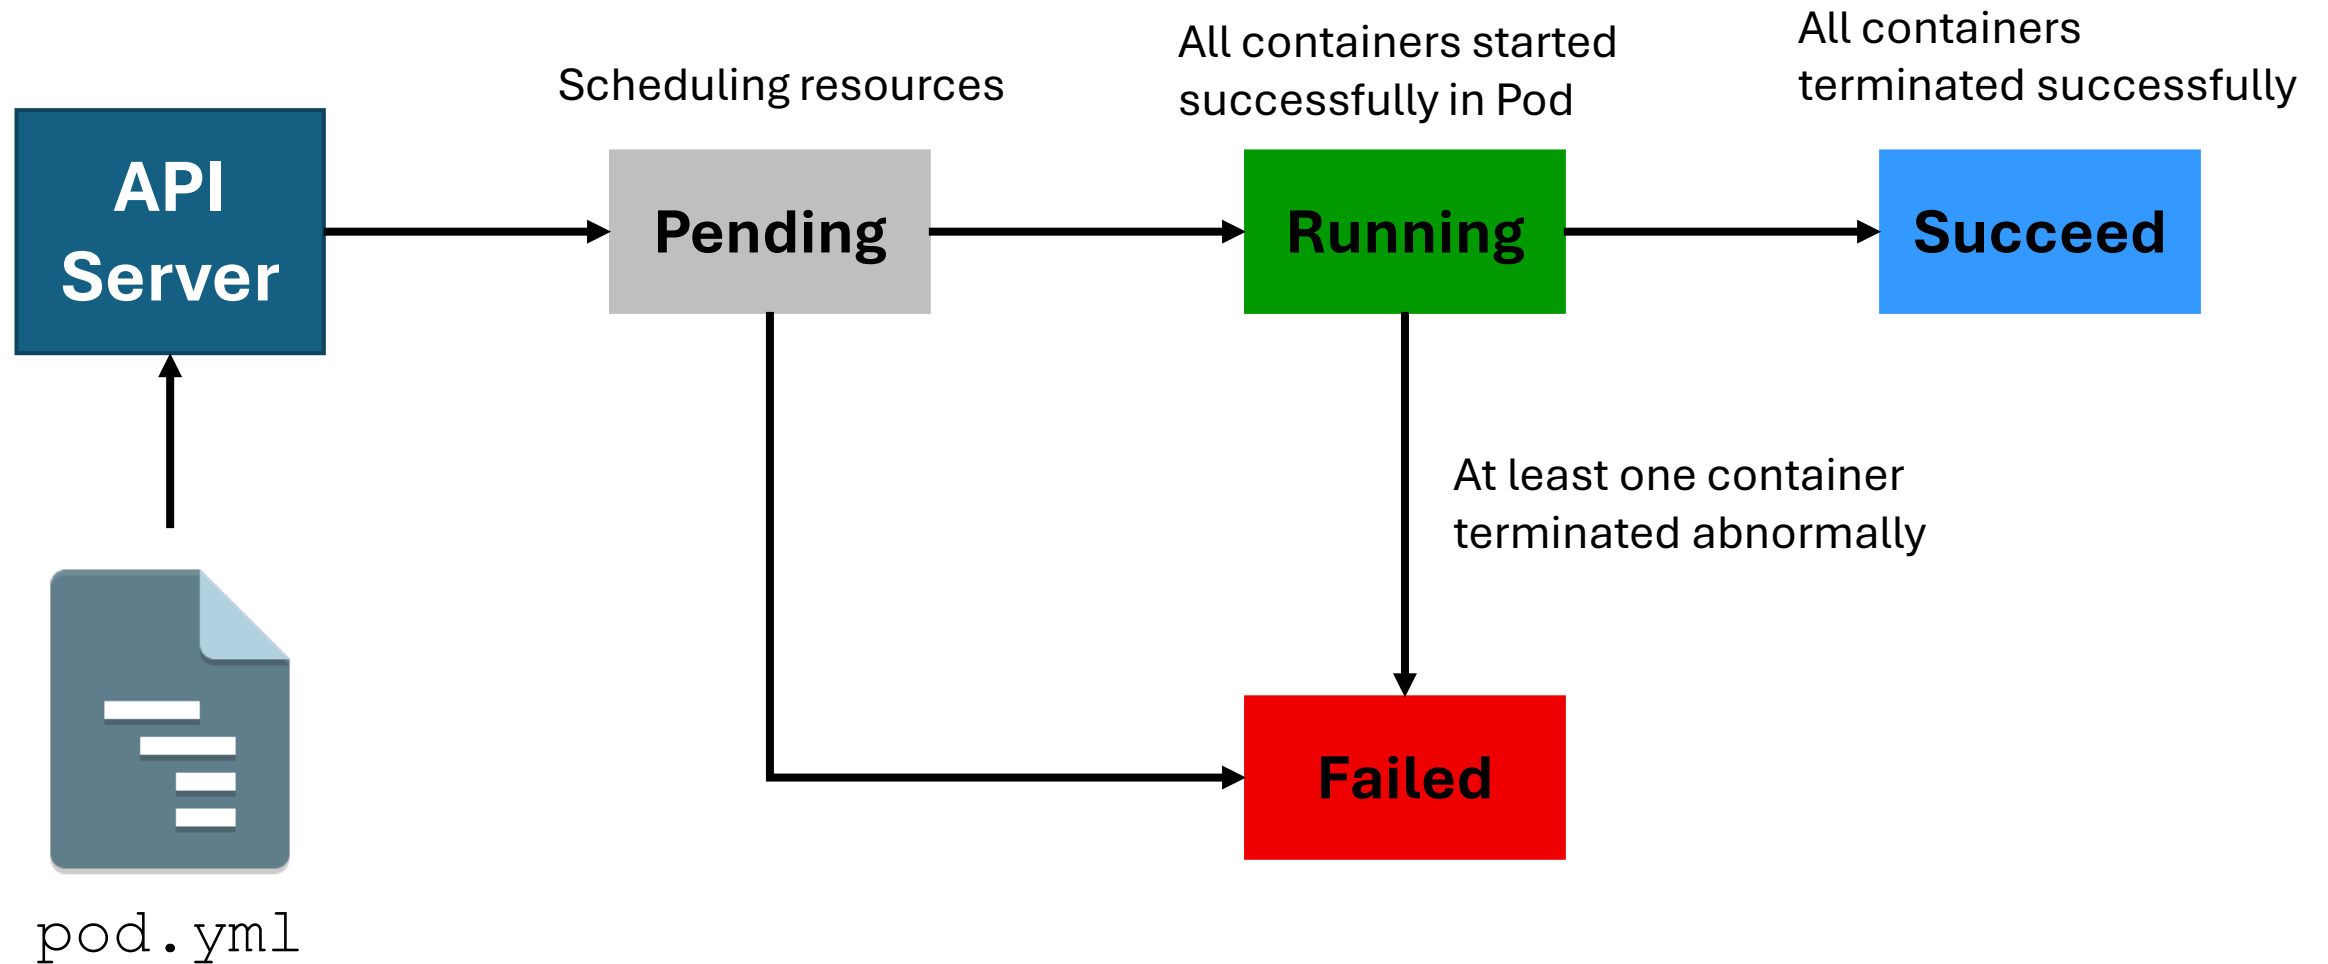 Scheduling resources
All containers started
successfully in Pod
All containers
terminated successfully
API
Server
Pending
Running
Succeed
At least one container
terminated abnormally
Failed
pod.yml